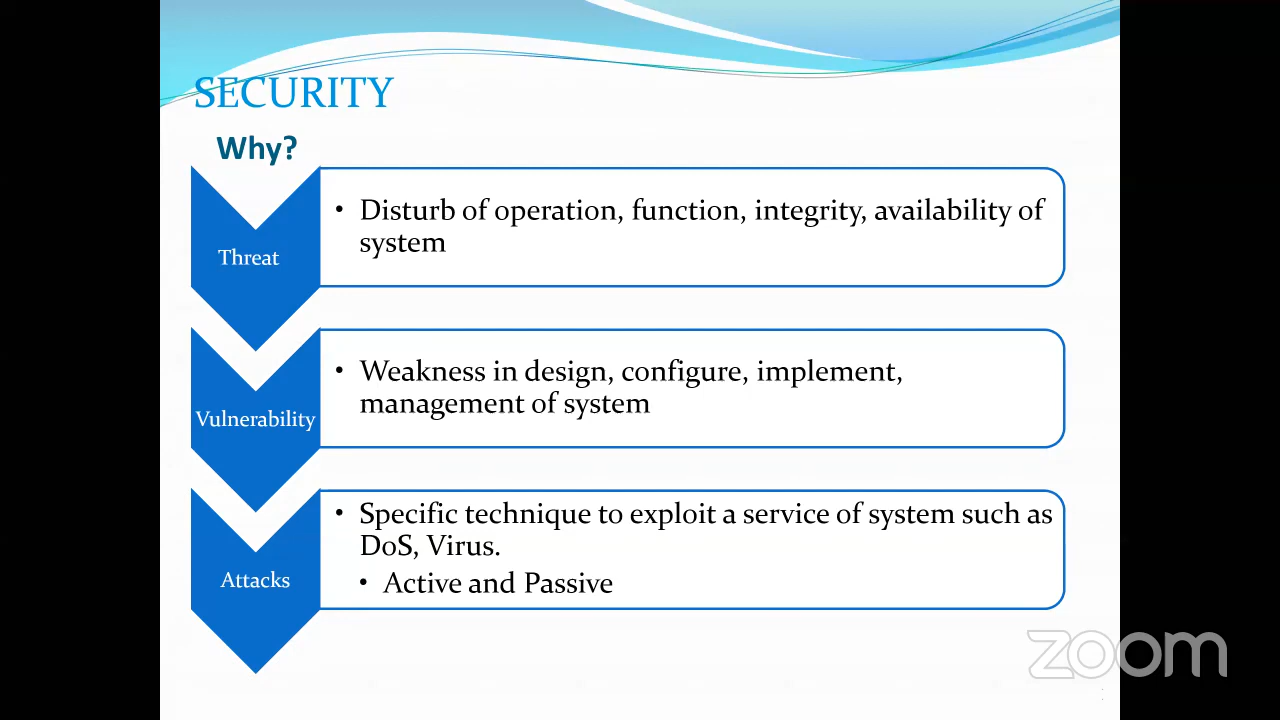 SECURITY
Why?
Threat
• Disturb of operation, function, integrity, availability of
system
Vulnerability
• Weakness in design, configure, implement,
management of system
Attacks
• Specific technique to exploit a service of system such as
DoS, Virus.
• Active and Passive
zoom